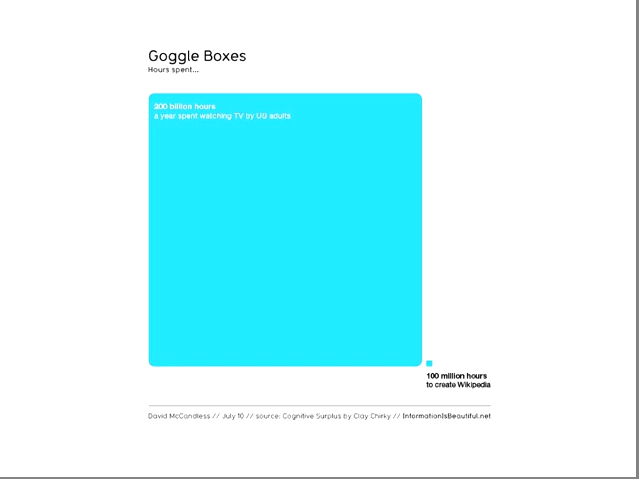 Goggle Boxes
Hours spent...
200 billion hours
a year spent watching TV by US adults
100 million hours
to create Wikipedia
David McCandless // July 10 // source: Cognitive Surplus by Clay Chirky // InformationIsBeautiful.net